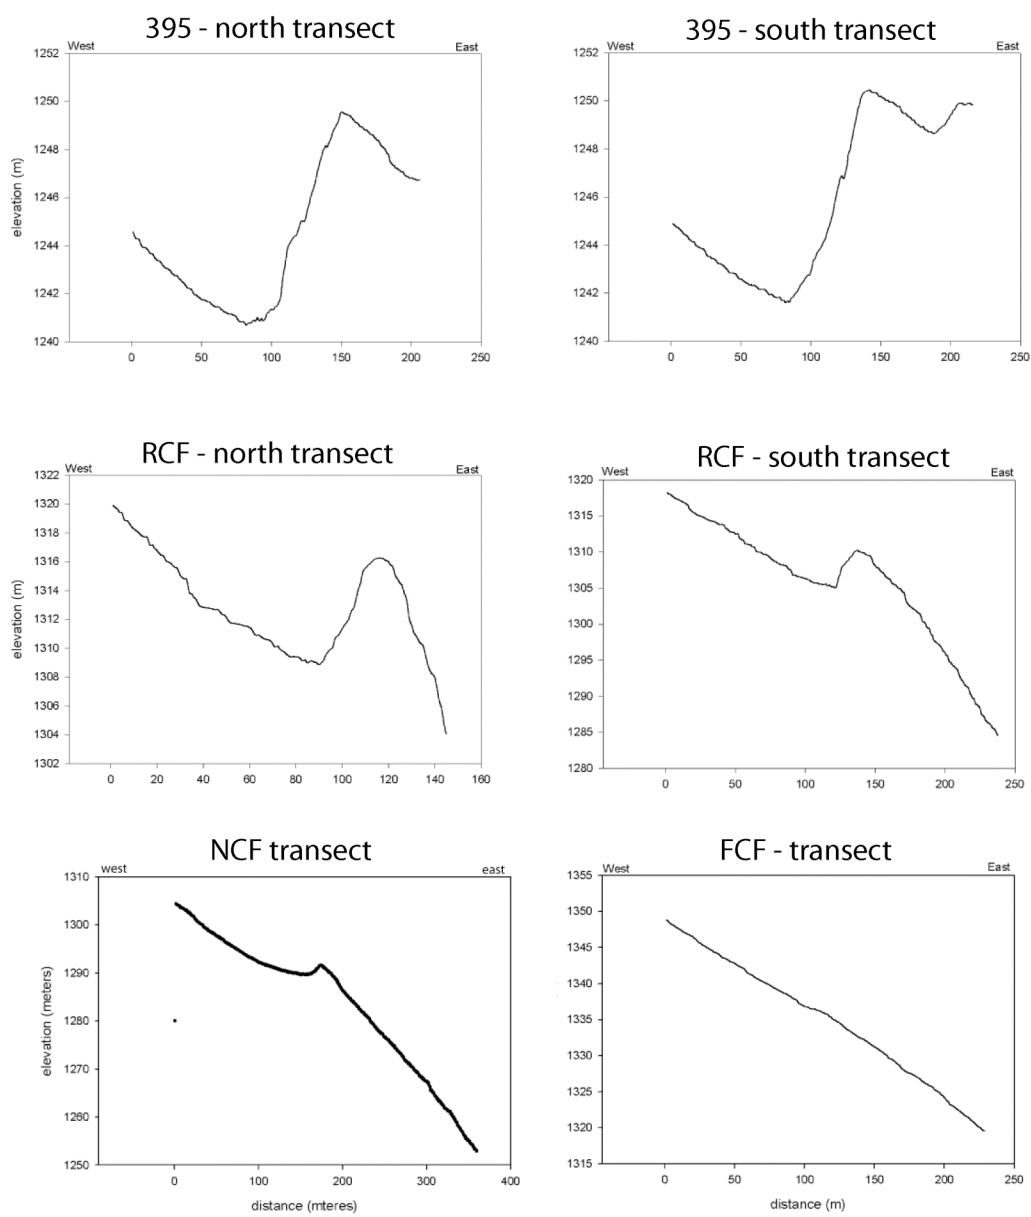 395 - north transect
West
East
1252
1250
1248
1246
1244
1242
1240
elevation (m)
0 50 100 150 200 250
395 - south transect
West
East
1252
1250
1248
1246
1244
1242
1240
0 50 100 150 200 250
RCF - north transect
West
East
1322
1320
1318
1316
1314
1312
1310
1308
1306
1304
1302
elevation (m)
0 20 40 60 80 100 120 140 160
RCF - south transect
West
East
1320
1315
1310
1305
1300
1295
1290
1285
1280
0 50 100 150 200 250
NCF transect
west
east
1310
1300
1290
1280
1270
1260
1250
elevation (meters)
0 100 200 300 400
distance (mteres)
FCF - transect
West
East
1355
1350
1345
1340
1335
1330
1325
1320
1315
0 50 100 150 200 250
distance (m)